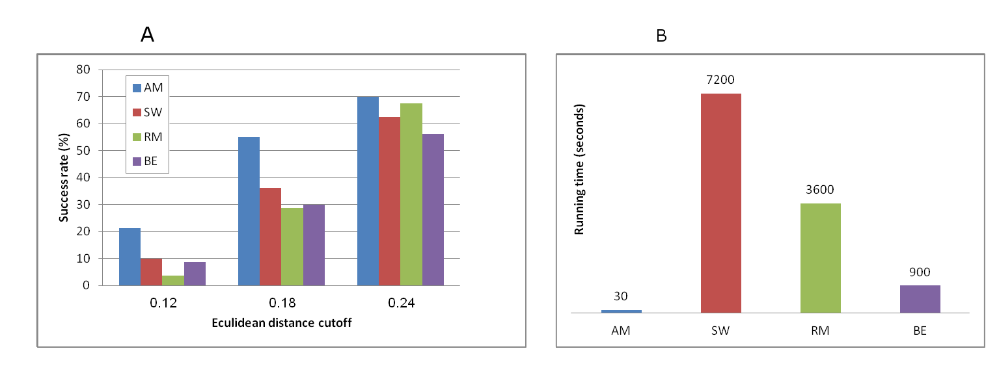 A
80
70
60
50
40
30
20
10
0
Success rate (%)
AM
SW
RM
BE
0.12 0.18 0.24
Eculidean distance cutoff
B
Running time (seconds)
30
7200
3600
900
AM SW RM BE